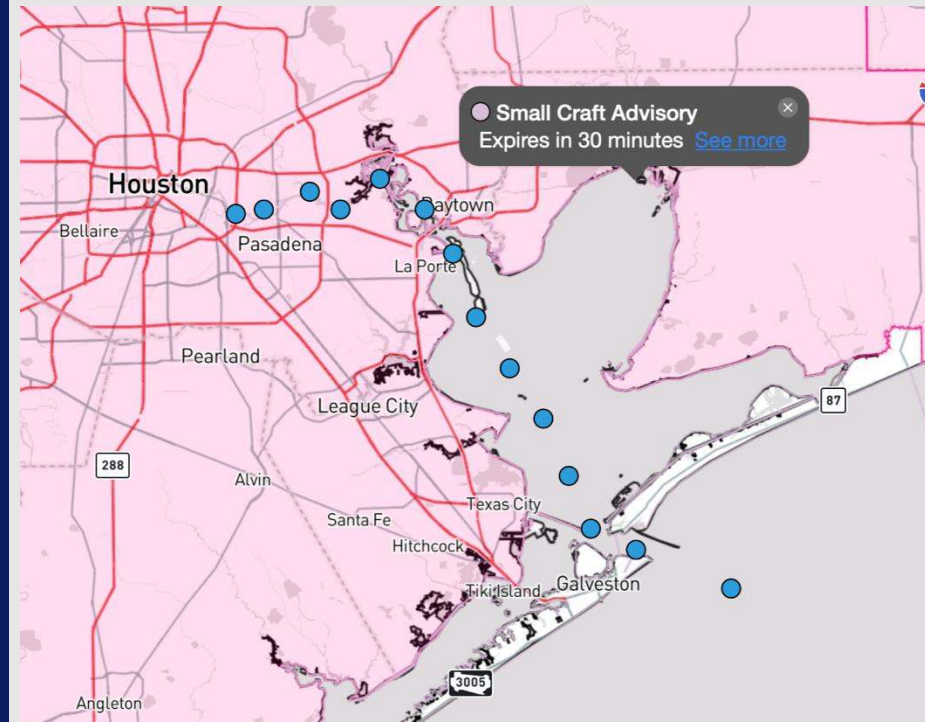 Small Craft Advisory
Expires in 30 minutes See more
Houston
Baytown
Bellaire
Pasadena
La Porte
Pearland
League City
87
288
Alvin
Texas City
Santa Fe
Hitchcock
Tiki Island
Galveston
3005
Angleton